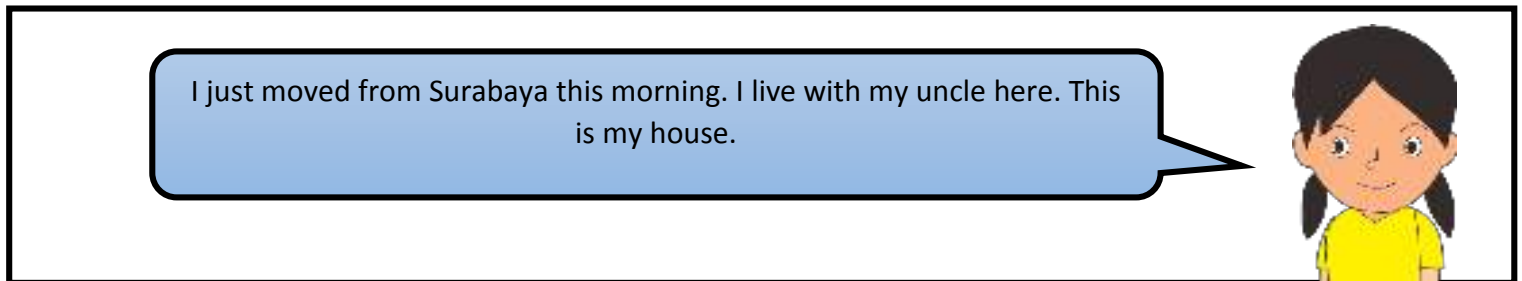 I just moved from Surabaya this morning. I live with my uncle here. This
is my house.